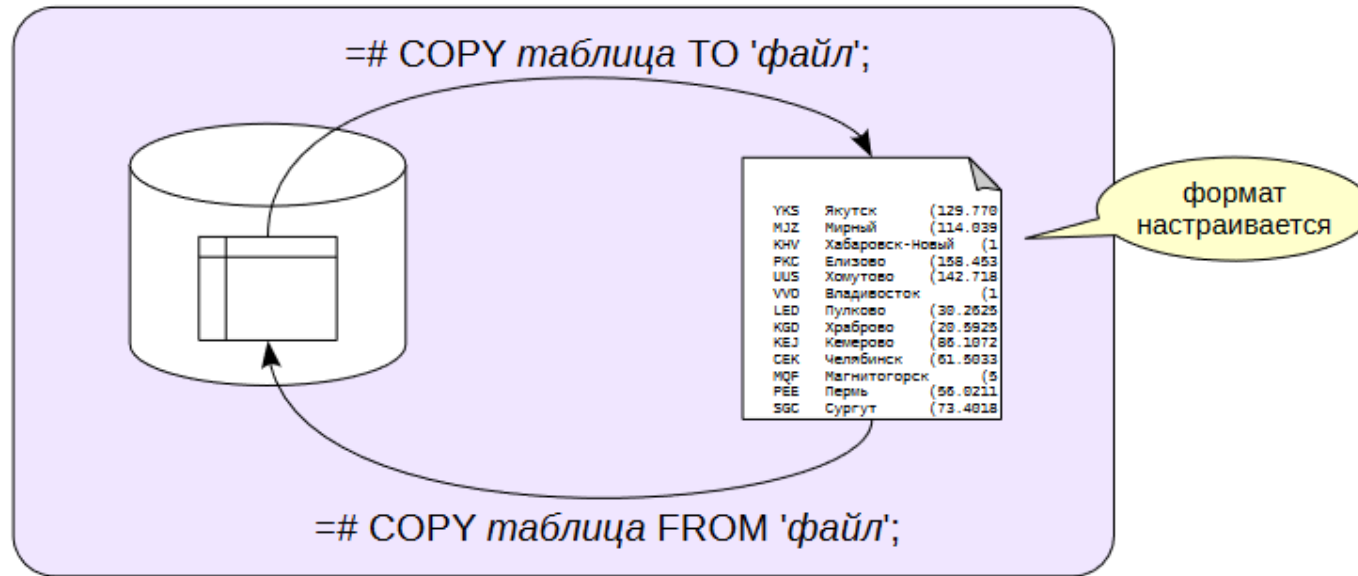 =# COPY таблица TO 'файл';
YKS Якутск (129.770
MJZ Мирный (114.039
KHV Хабаровск-Новый (1
PKC Елизово (158.453
UUS Хомутово (142.718
VVO Владивосток (1
LED Пулково (30.2625
KGD Храброво (20.5925
KEJ Кемерово (86.1072
CEK Челябинск (61.5033
MQF Магнитогорск (5
PEE Пермь (56.0211
SGC Сургут (73.4018
формат
настраивается
=# COPY таблица FROM 'файл';